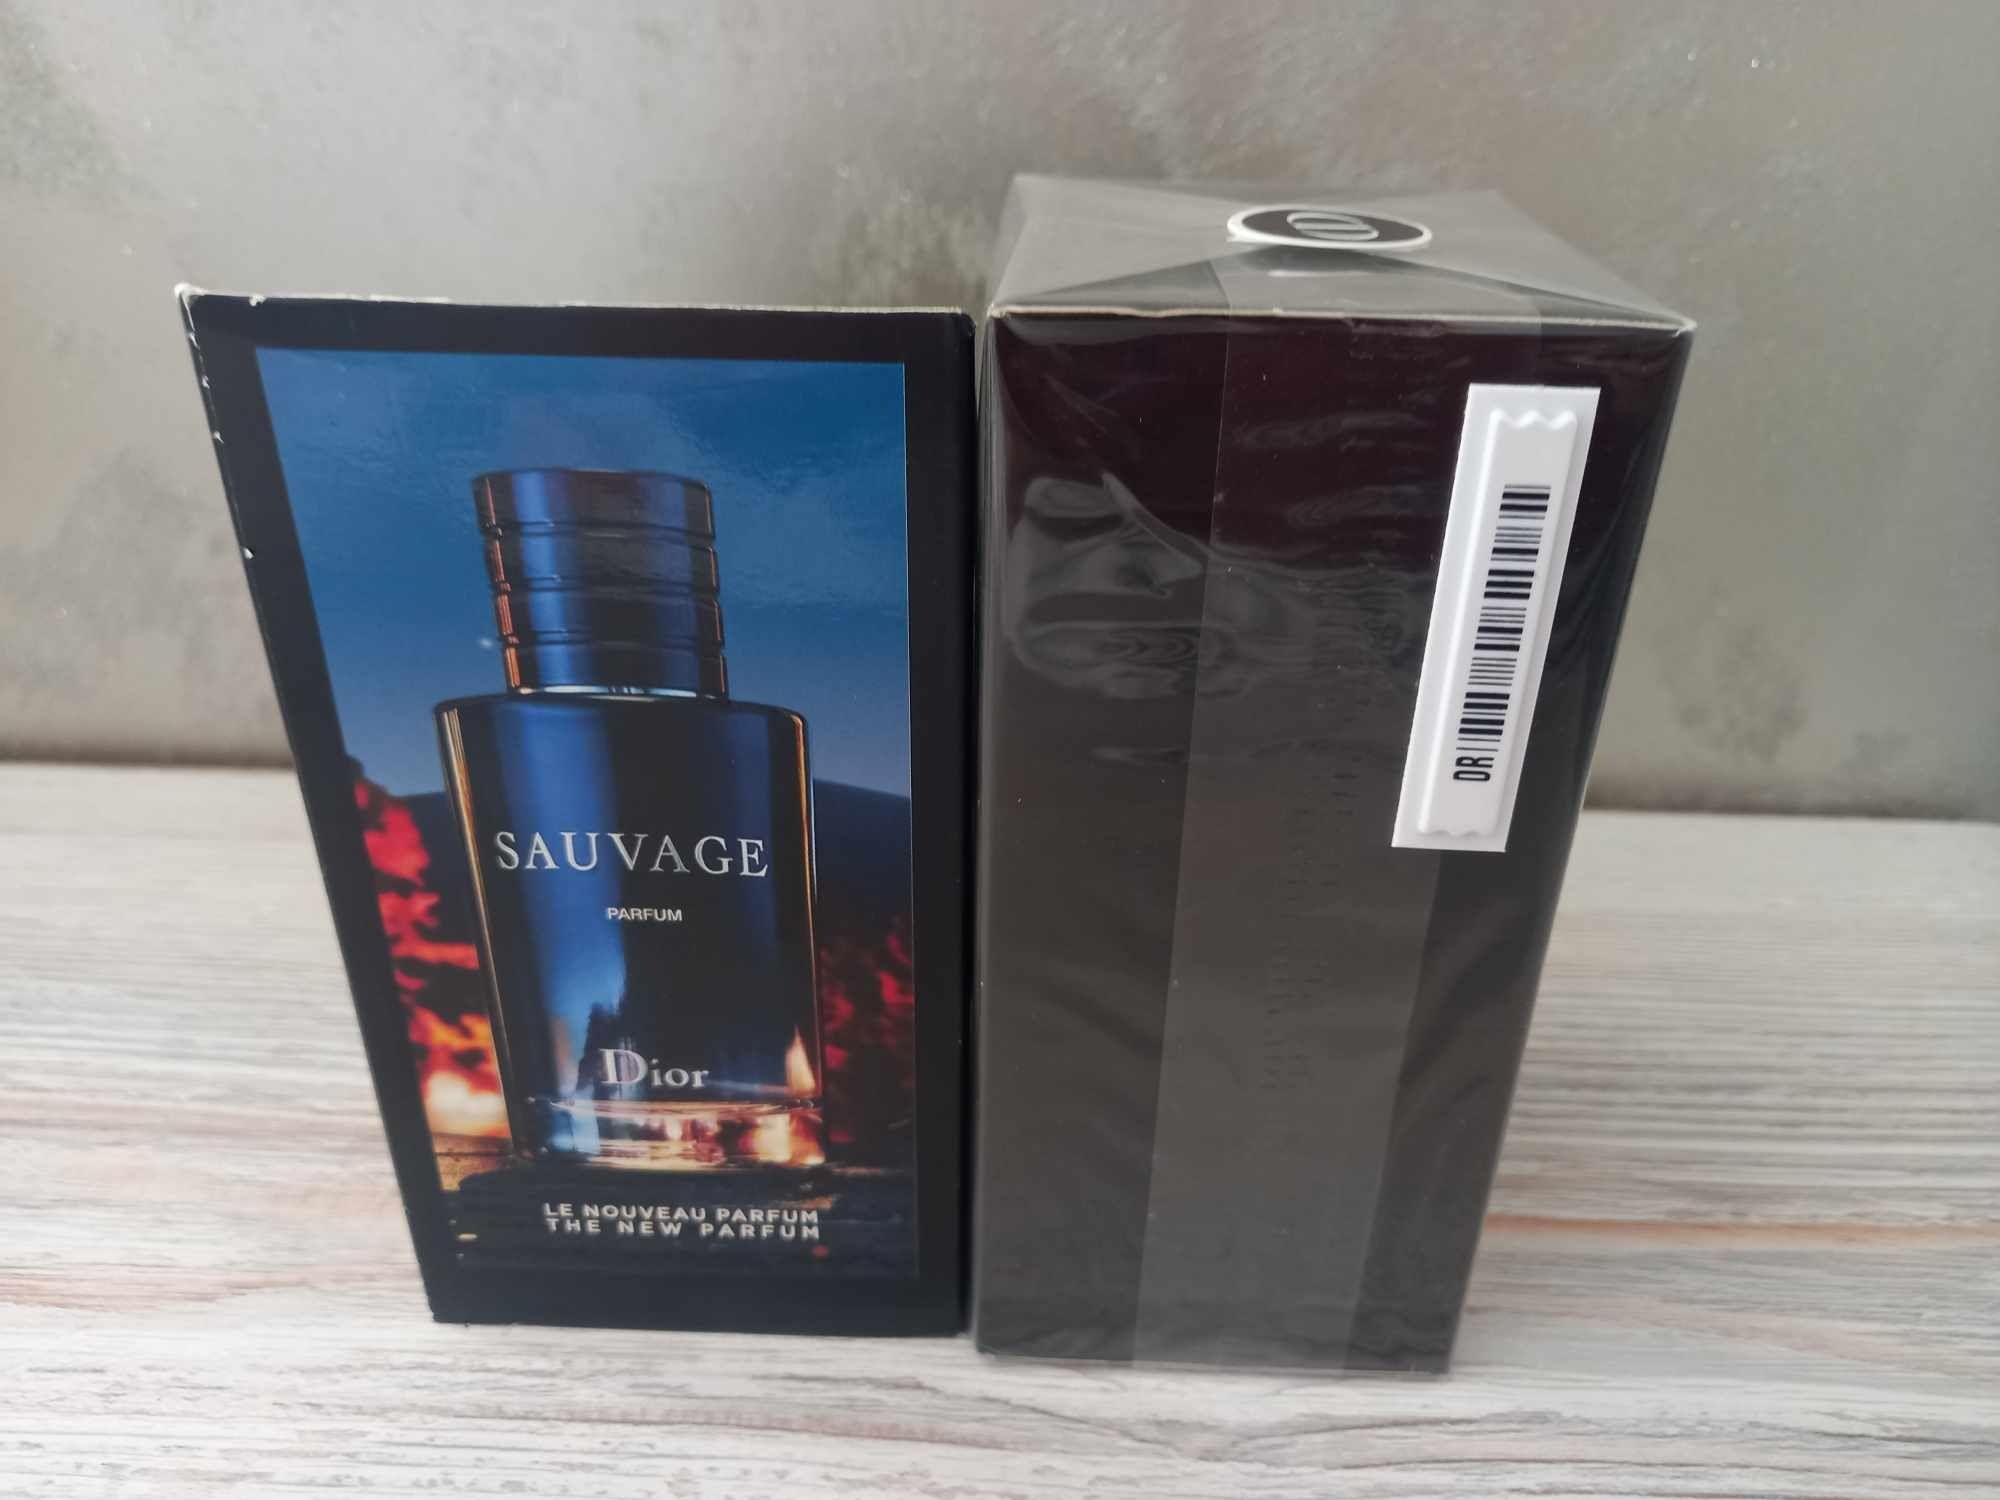 SAUVAGE
PARFUM
Dior
LE NOUVEAU PARFUM
THE NEW PARFUM
DR